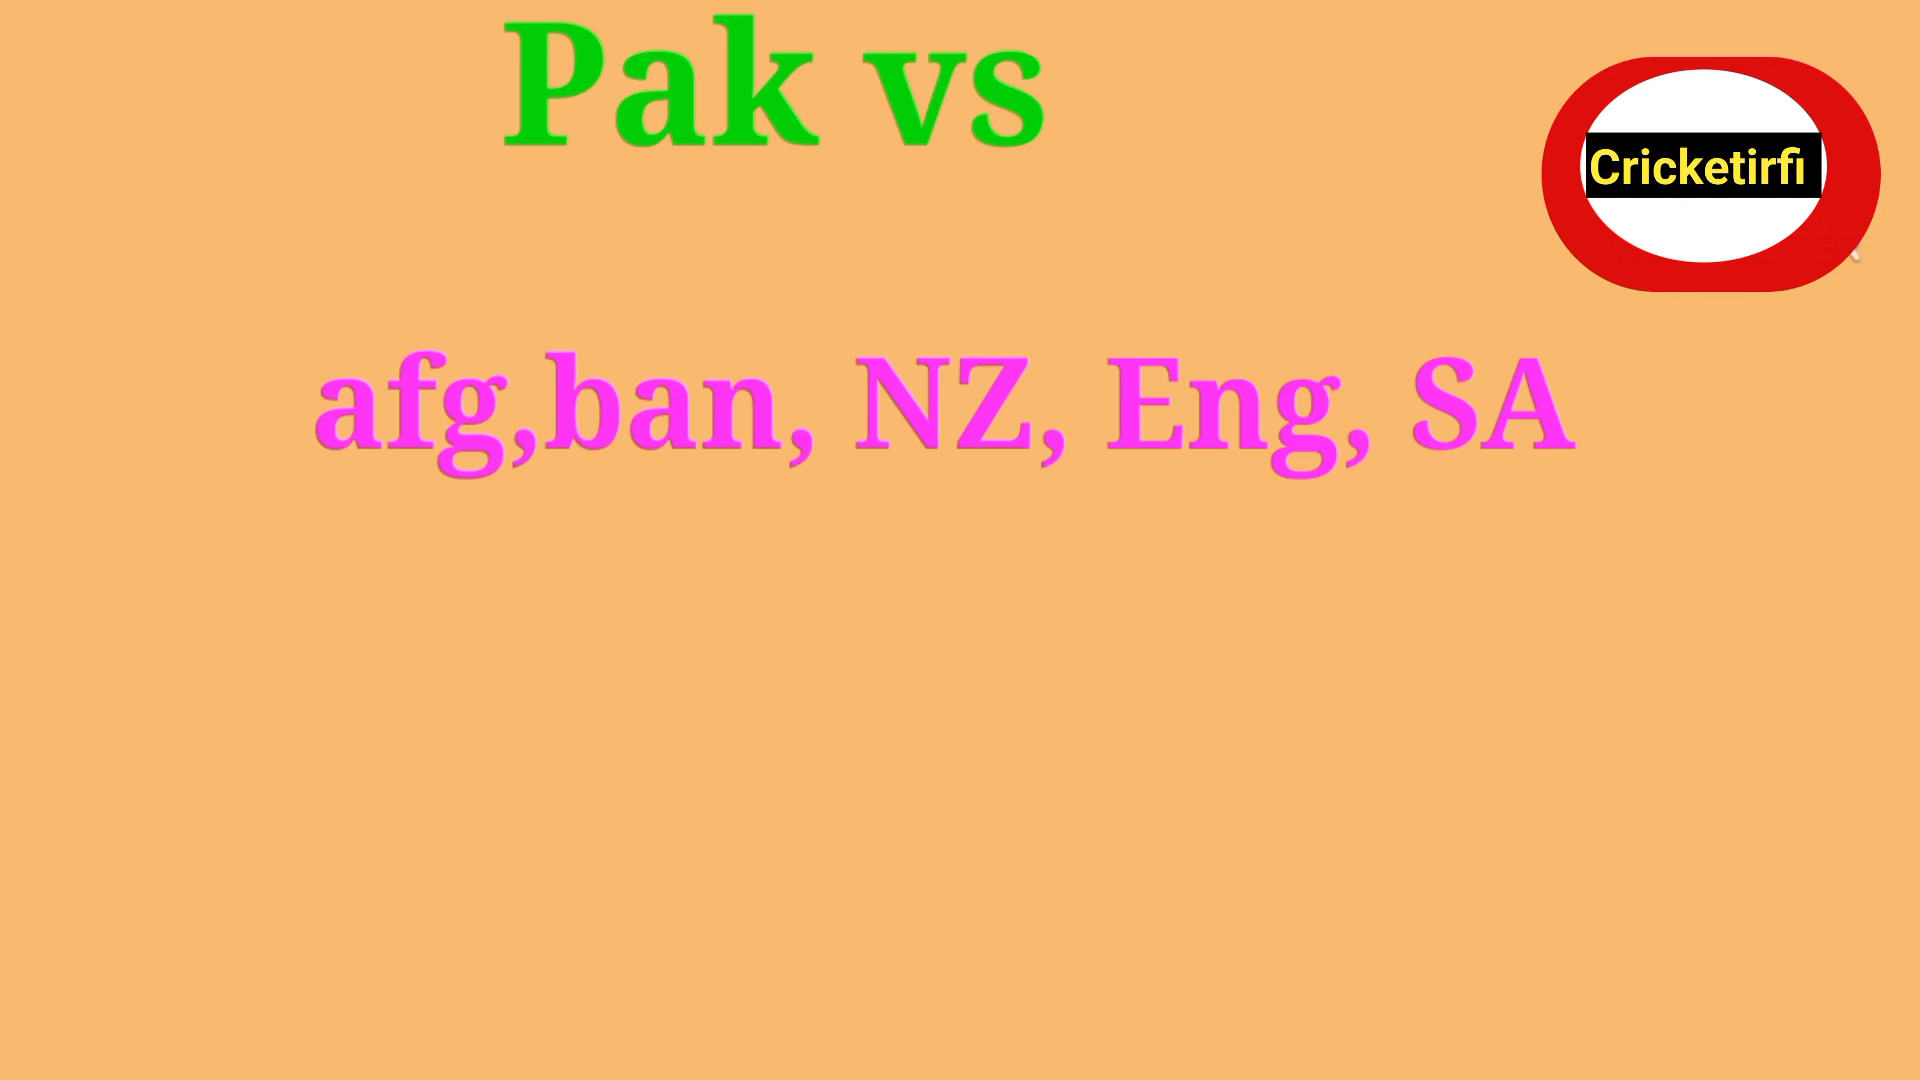 Pak vs
Cricketirfi
afg,ban, NZ, Eng, SA